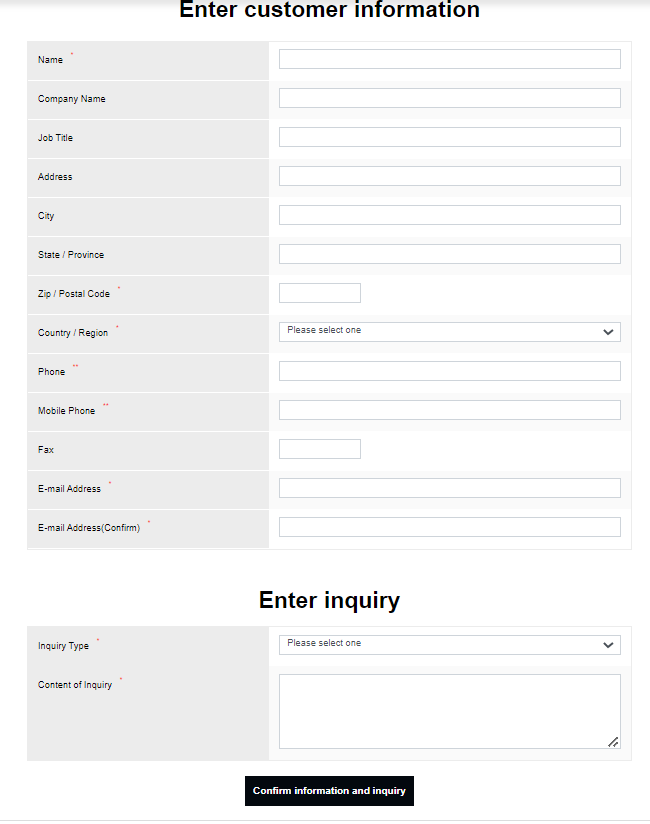 Enter customer information
Name *
Company Name
Job Title
Address
City
State / Province
Zip / Postal Code *
Country / Region * Please select one
Phone **
Mobile Phone **
Fax
E-mail Address *
E-mail Address(Confirm) *
Enter inquiry
Inquiry Type * Please select one
Content of Inquiry *
Confirm information and inquiry